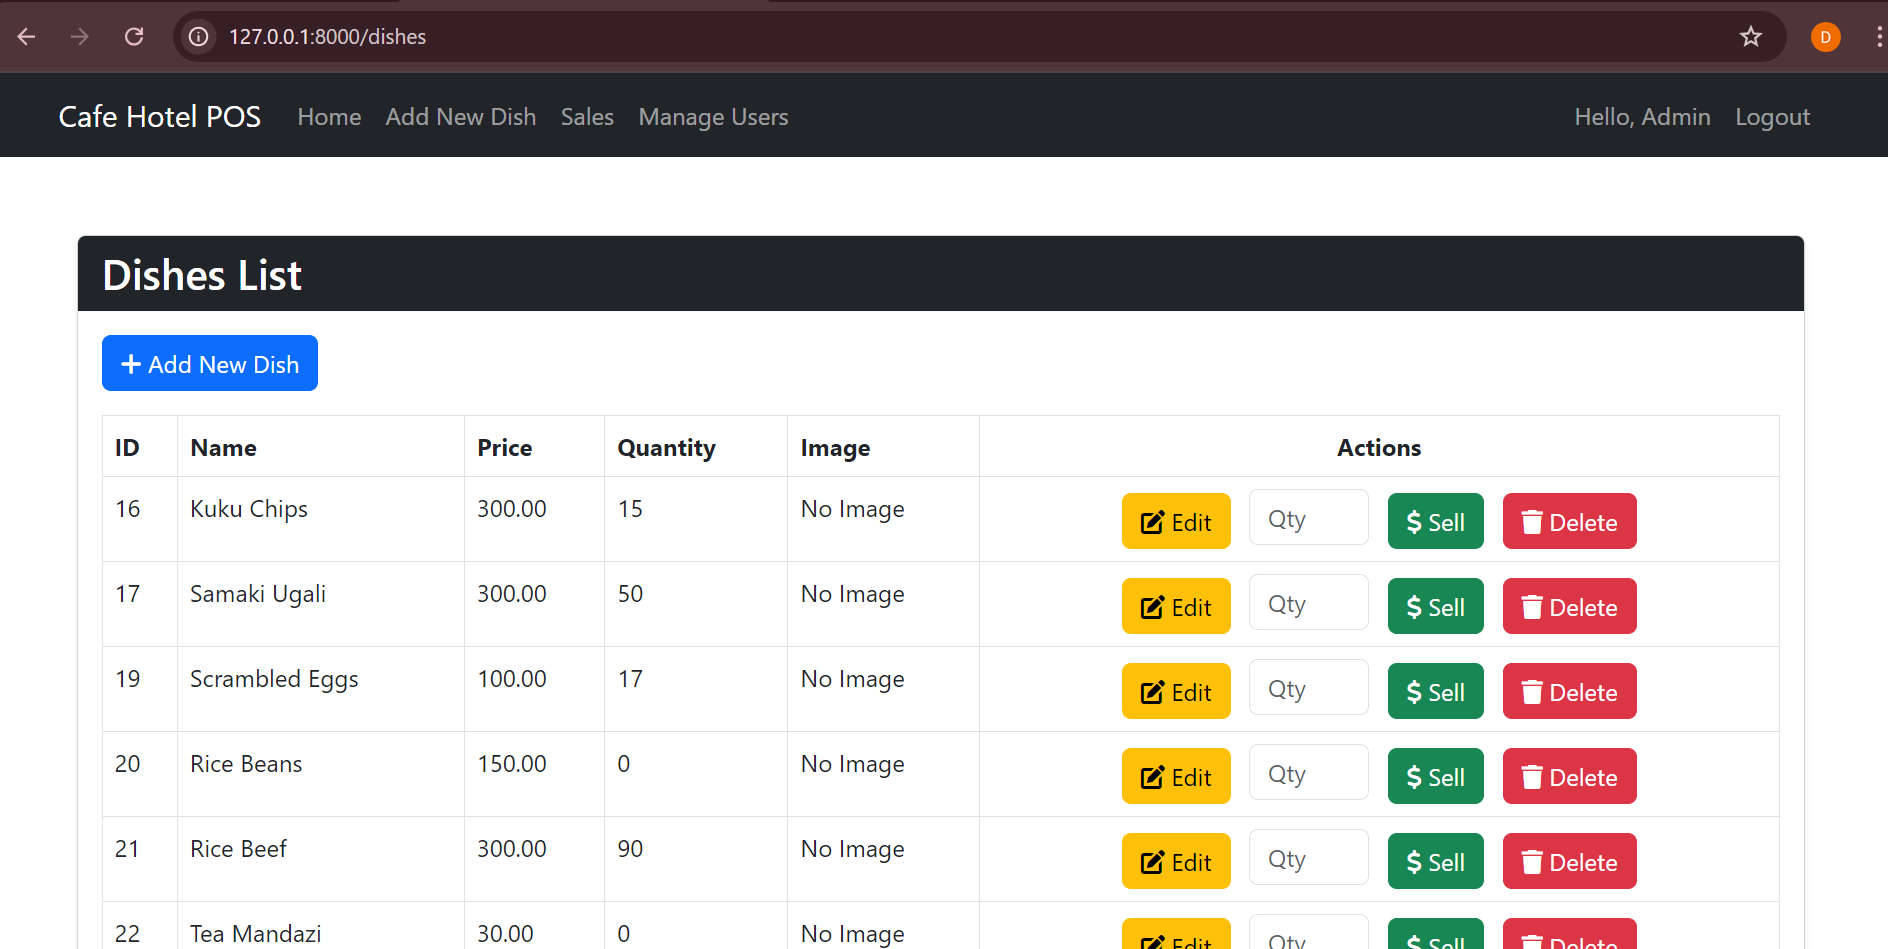 127.0.0.1:8000/dishes
D
Cafe Hotel POS Home Add New Dish Sales Manage Users Hello, Admin Logout
Dishes List
Add New Dish
ID Name Price Quantity Image Actions
16 Kuku Chips 300.00 15 No Image Edit Qty $ Sell Delete
17 Samaki Ugali 300.00 50 No Image Edit Qty $ Sell Delete
19 Scrambled Eggs 100.00 17 No Image Edit Qty $ Sell Delete
20 Rice Beans 150.00 0 No Image Edit Qty $ Sell Delete
21 Rice Beef 300.00 90 No Image Edit Qty $ Sell Delete
22 Tea Mandazi 30.00 0 No Image Edit Qty $ Sell Delete